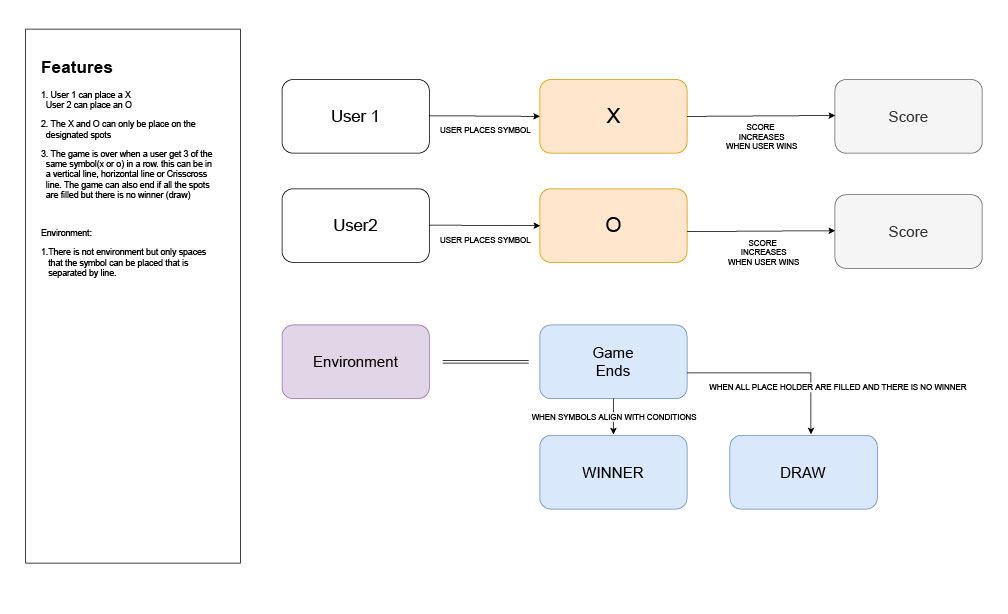 Features
1. User 1 can place a X
User 2 can place an O
2. The X and O can only be place on the
designated spots
3. The game is over when a user get 3 of the
same symbol(x or o) in a row. this can be in
a vertical line, horizontal line or Crisscross
line. The game can also end if all the spots
are filled but there is no winner (draw)
Environment:
1.There is not environment but only spaces
that the symbol can be placed that is
separated by line.
User 1
USER PLACES SYMBOL
X
SCORE
INCREASES
WHEN USER WINS
Score
User2
USER PLACES SYMBOL
O
SCORE
INCREASES
WHEN USER WINS
Score
Environment
Game
Ends
WHEN ALL PLACE HOLDER ARE FILLED AND THERE IS NO WINNER
WHEN SYMBOLS ALIGN WITH CONDITIONS
WINNER
DRAW